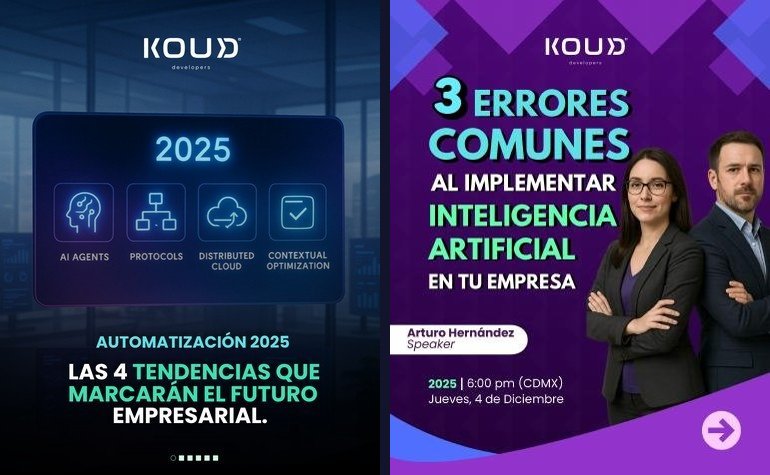 KOUD
developers
2025
AI AGENTS
PROTOCOLS
DISTRIBUTED
CLOUD
CONTEXTUAL
OPTIMIZATION
AUTOMATIZACIÓN 2025
LAS 4 TENDENCIAS QUE
MARCARÁN EL FUTURO
EMPRESARIAL.
KOUD
developers
3 ERRORES
COMUNES
AL IMPLEMENTAR
INTELIGENCIA
ARTIFICIAL
EN TU EMPRESA
Arturo Hernández
Speaker
2025 | 6:00 pm (CDMX)
Jueves, 4 de Diciembre